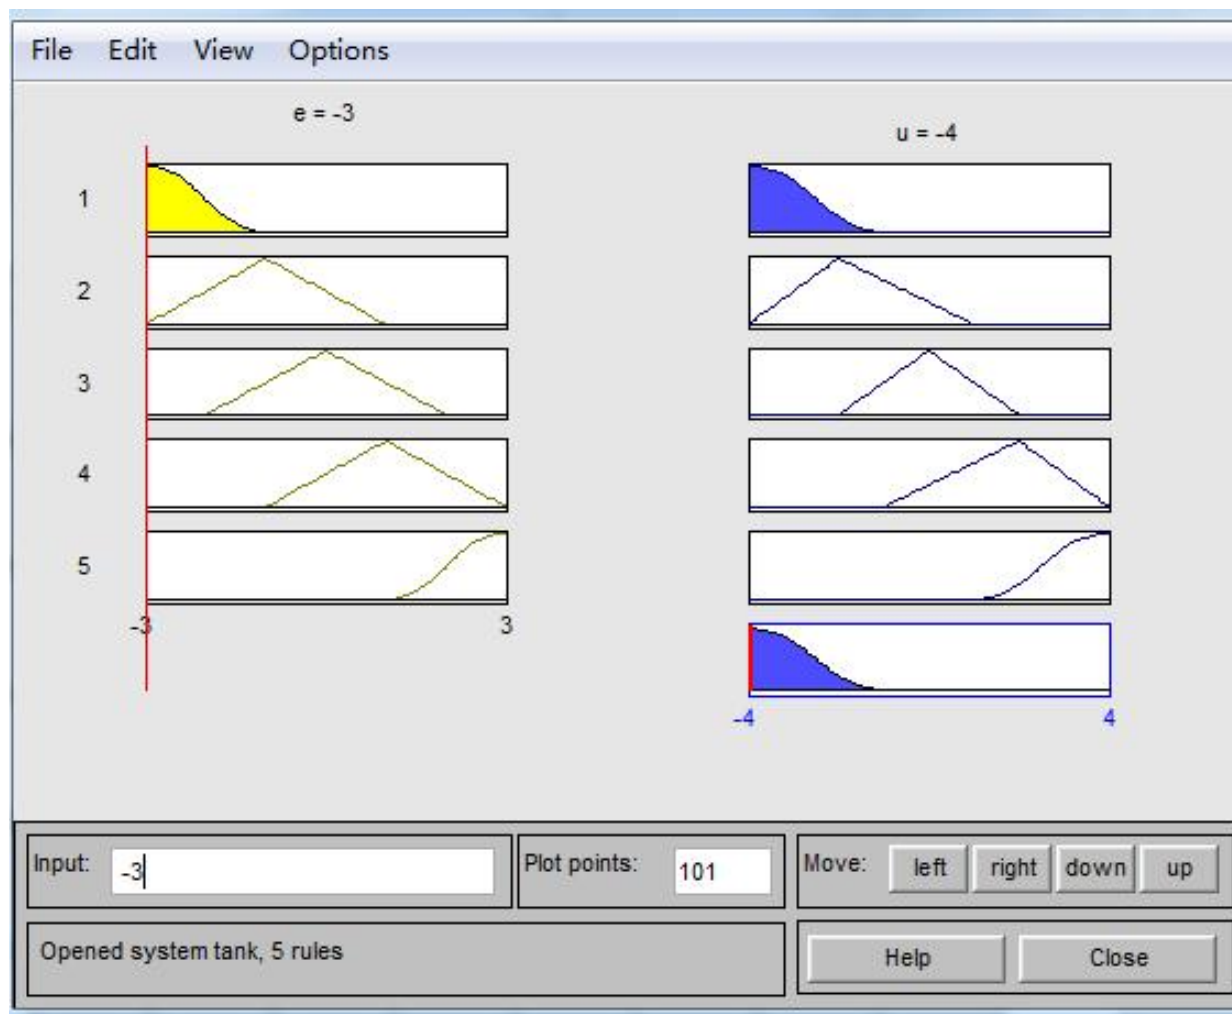 File Edit View Options
e = -3
u = -4
1
2
3
4
5
-3 3
-4 4
Input: -3 Plot points: 101 Move: left right down up
Opened system tank, 5 rules Help Close